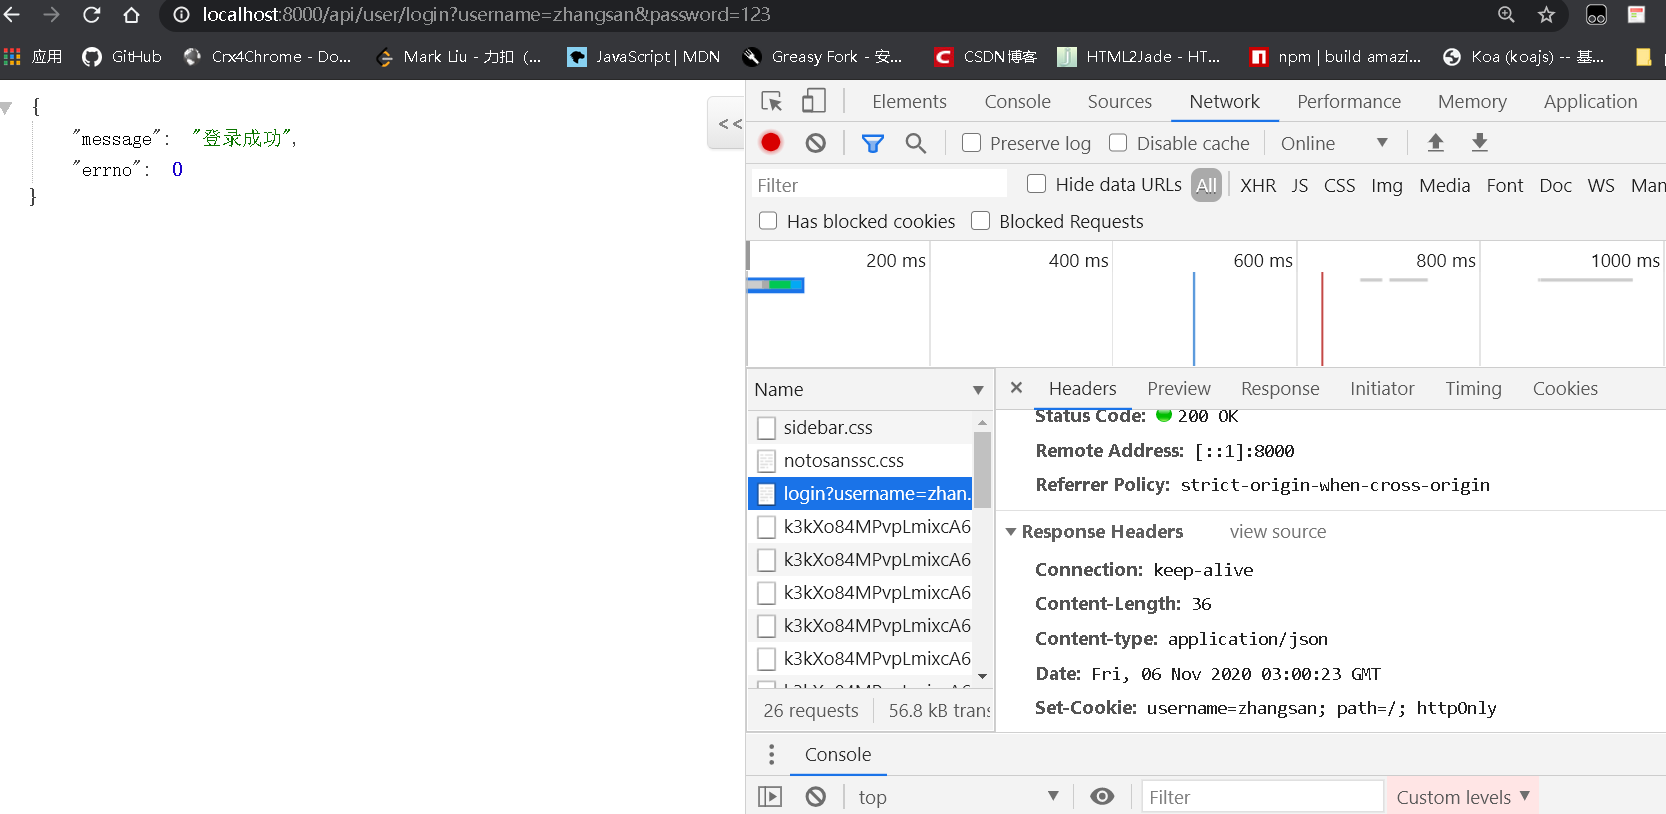 localhost:8000/api/user/login?username=zhangsan&password=123
应用 GitHub Crx4Chrome - Do... Mark Liu - 力扣 (... JavaScript | MDN Greasy Fork - 安... CSDN博客 HTML2Jade - HT... npm | build amazi... Koa (koajs) -- 基...
{
"message": "登录成功",
"errno": 0
}
<<
Elements Console Sources Network Performance Memory Application
Preserve log Disable cache Online
Filter Hide data URLs All XHR JS CSS Img Media Font Doc WS Man
Has blocked cookies Blocked Requests
200 ms 400 ms 600 ms 800 ms 1000 ms
Name
sidebar.css
notosanssc.css
login?username=zhan.
k3kXo84MPvpLmixcA6
k3kXo84MPvpLmixcA6
k3kXo84MPvpLmixcA6
k3kXo84MPvpLmixcA6
k3kXo84MPvpLmixcA6
k3kXo84MPvpLmixcA6
26 requests 56.8 kB trans
Headers Preview Response Initiator Timing Cookies
Status Code: 200 OK
Remote Address: [::1]:8000
Referrer Policy: strict-origin-when-cross-origin
Response Headers view source
Connection: keep-alive
Content-Length: 36
Content-type: application/json
Date: Fri, 06 Nov 2020 03:00:23 GMT
Set-Cookie: username=zhangsan; path=/; httpOnly
Console
top Filter Custom levels